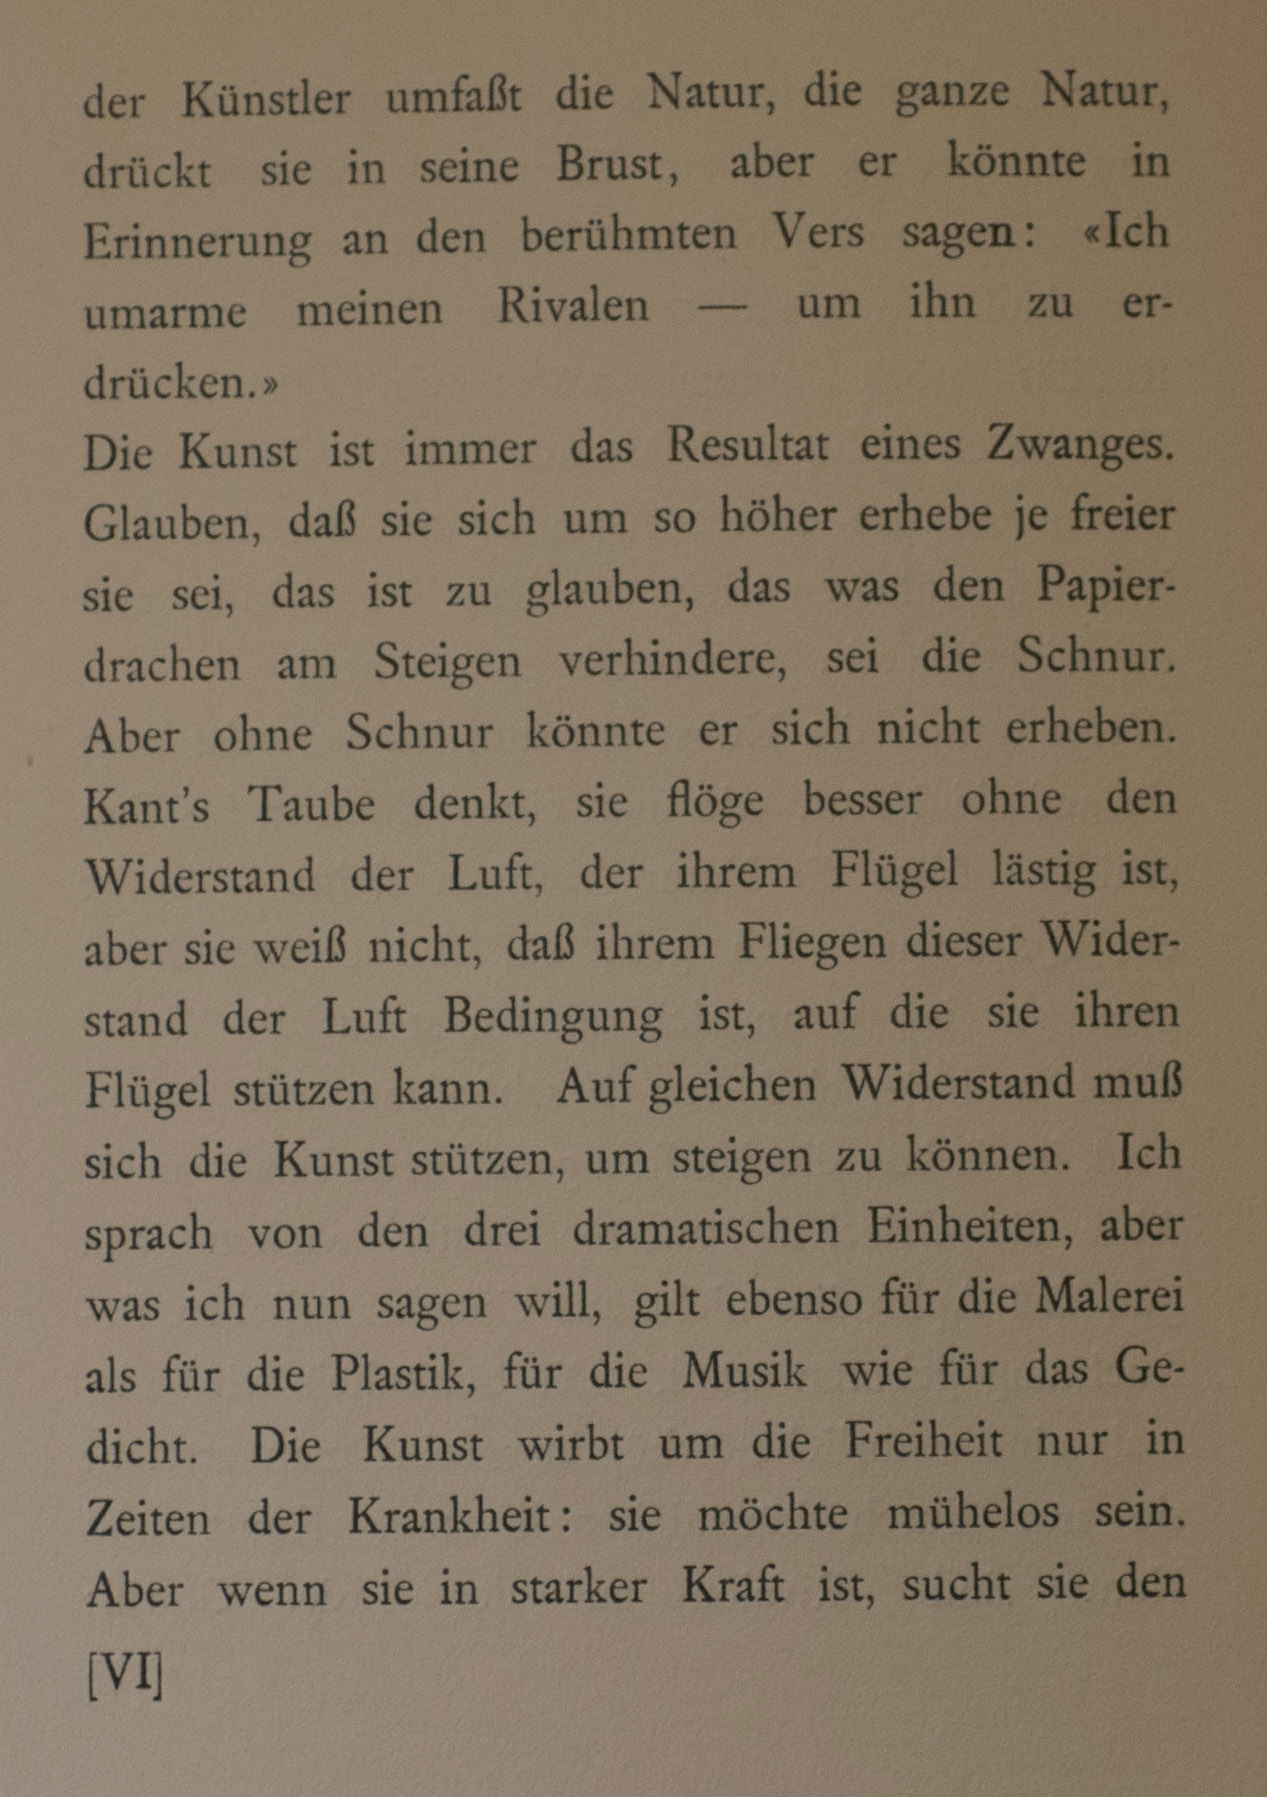 der Künstler umfaßt die Natur, die ganze Natur,
drückt sie in seine Brust, aber er könnte in
Erinnerung an den berühmten Vers sagen: «Ich
umarme meinen Rivalen — um ihn zu er-
drücken.»
Die Kunst ist immer das Resultat eines Zwanges.
Glauben, daß sie sich um so höher erhebe je freier
sie sei, das ist zu glauben, das was den Papier-
drachen am Steigen verhindere, sei die Schnur.
Aber ohne Schnur könnte er sich nicht erheben.
Kant's Taube denkt, sie flöge besser ohne den
Widerstand der Luft, der ihrem Flügel lästig ist,
aber sie weiß nicht, daß ihrem Fliegen dieser Wider-
stand der Luft Bedingung ist, auf die sie ihren
Flügel stützen kann. Auf gleichen Widerstand muß
sich die Kunst stützen, um steigen zu können. Ich
sprach von den drei dramatischen Einheiten, aber
was ich nun sagen will, gilt ebenso für die Malerei
als für die Plastik, für die Musik wie für das Ge-
dicht. Die Kunst wirbt um die Freiheit nur in
Zeiten der Krankheit: sie möchte mühelos sein.
Aber wenn sie in starker Kraft ist, sucht sie den
[VI]